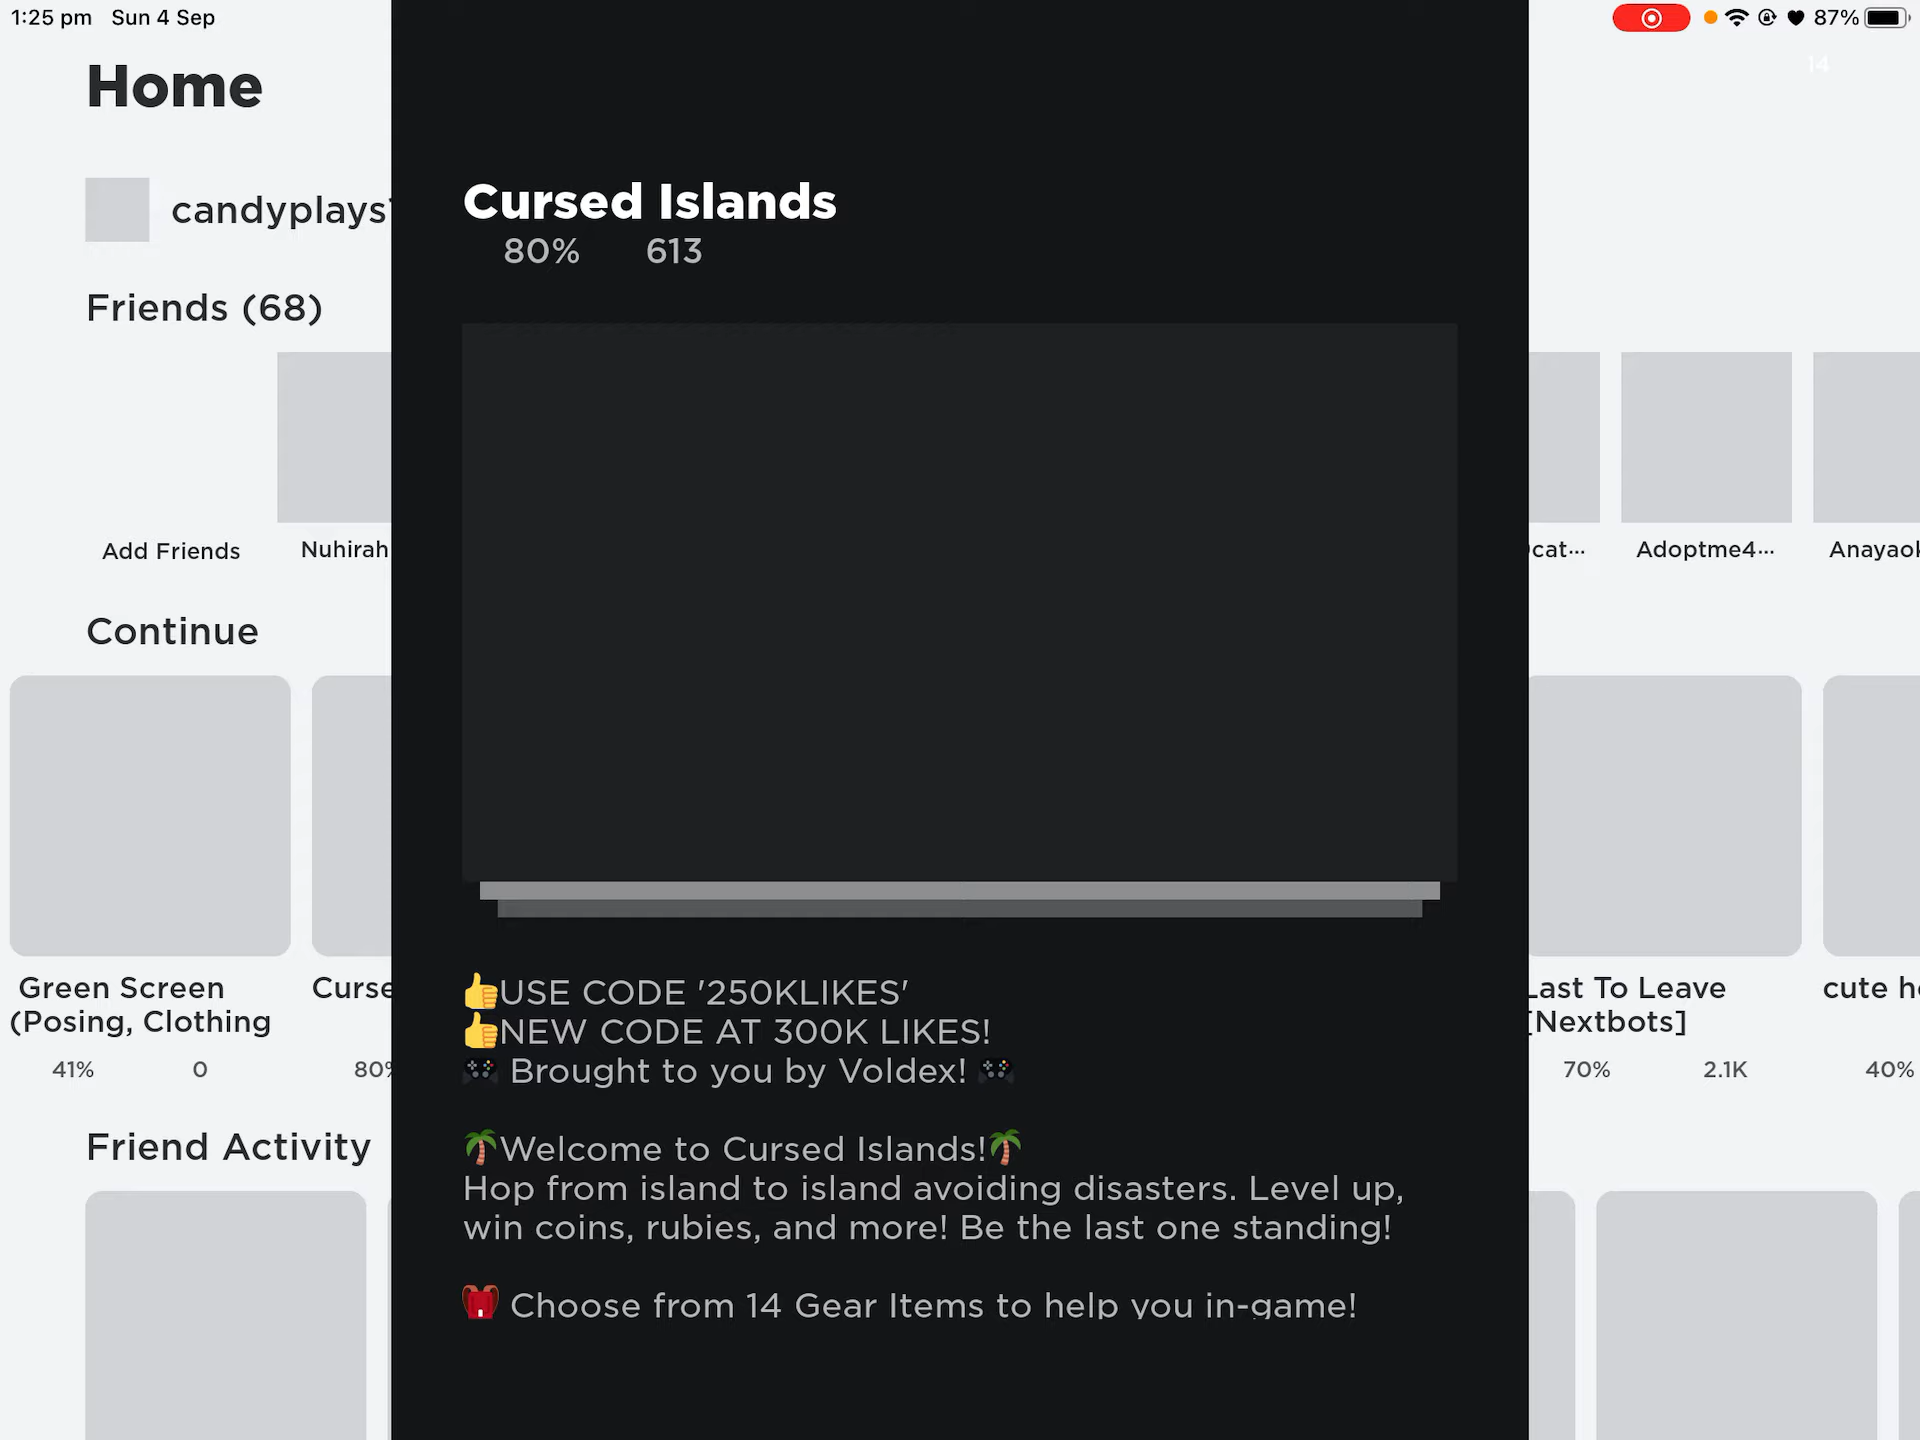 1:25 pm Sun 4 Sep
87%
14
Home
candyplays
Friends (68)
Add Friends
Nuhirah
cat...
Adoptme4...
Anayaok
Continue
Green Screen
(Posing, Clothing
41% 0
Curse
80%
Last To Leave
[Nextbots]
70% 2.1K
cute h
40%
Friend Activity
Cursed Islands
80% 613
👍USE CODE '250KLIKES'
👍NEW CODE AT 300K LIKES!
🎮 Brought to you by Voldex! 🎮
🌴Welcome to Cursed Islands!🌴
Hop from island to island avoiding disasters. Level up,
win coins, rubies, and more! Be the last one standing!
🎒 Choose from 14 Gear Items to help you in-game!